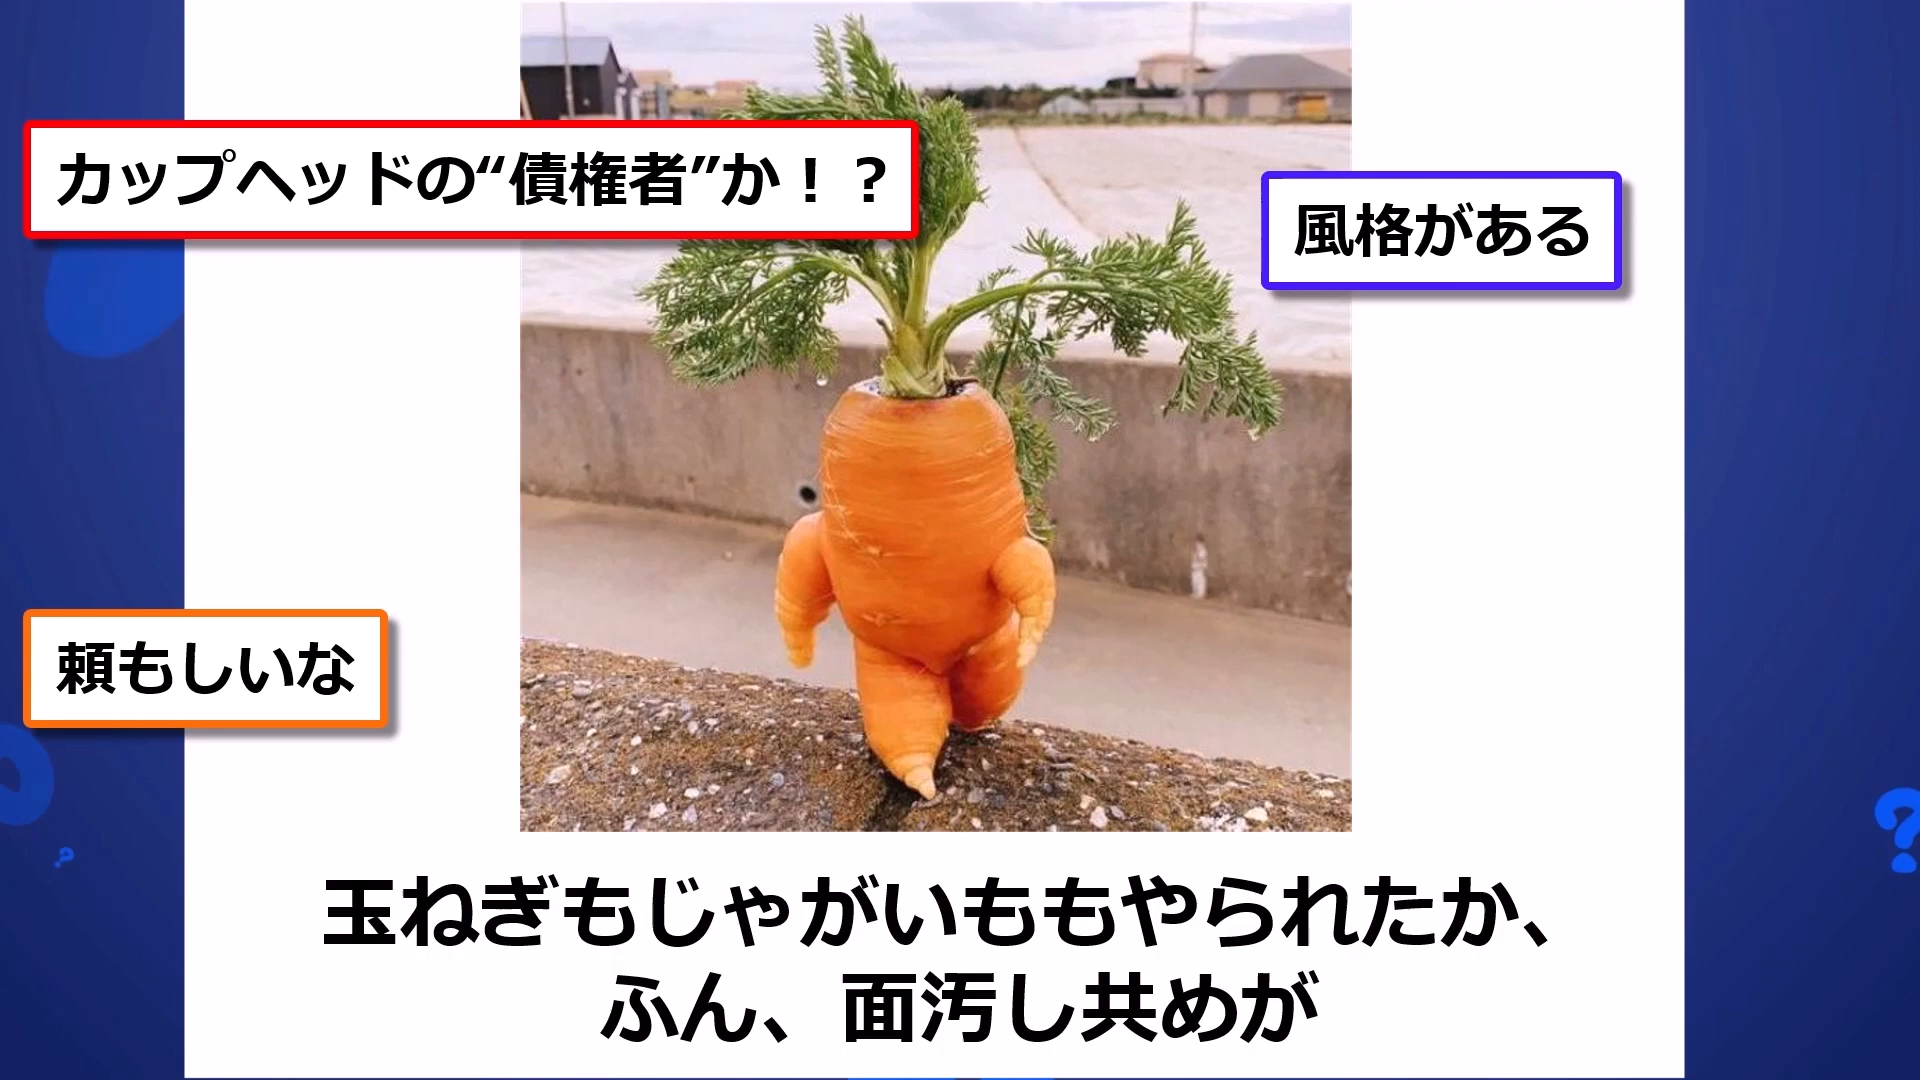 カップヘッドの“債権者”か！？
風格がある
頼もしいな
玉ねぎもじゃがいももやられたか、
ふん、面汚し共めが